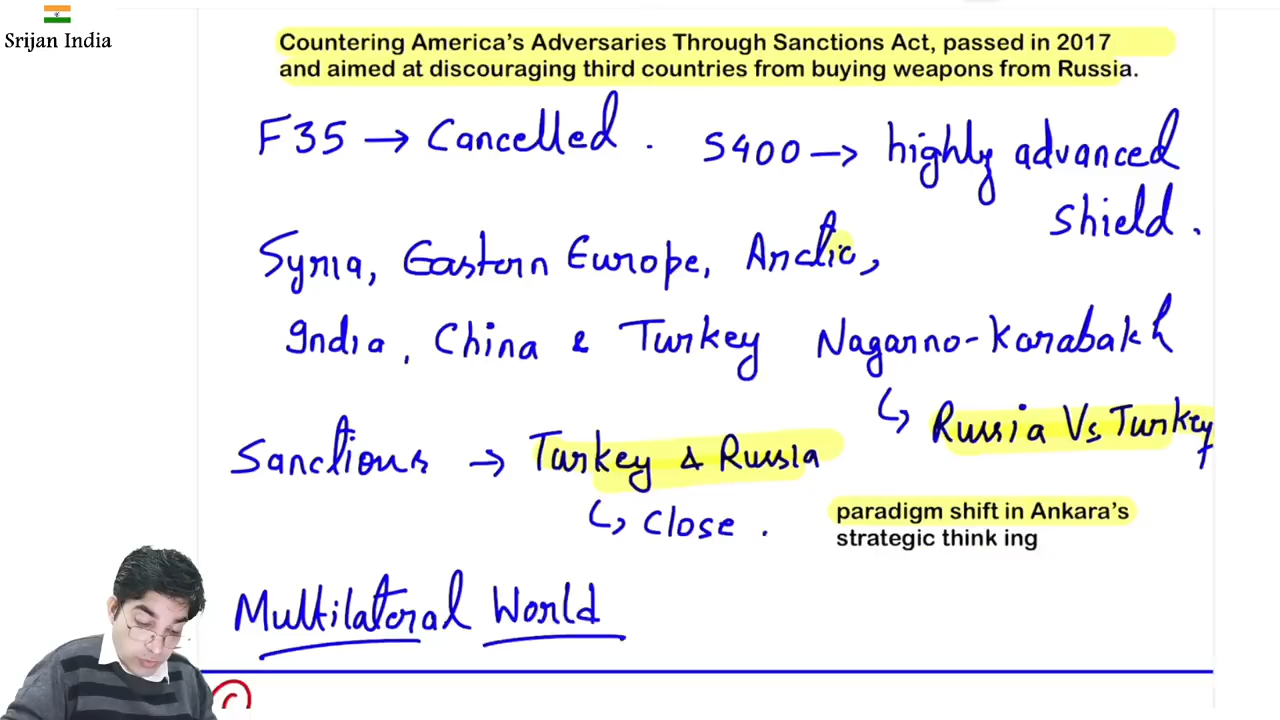 Srijan India
Countering America's Adversaries Through Sanctions Act, passed in 2017
and aimed at discouraging third countries from buying weapons from Russia.
F35 → Cancelled . S400 → highly advanced
shield .
Syria, Eastern Europe, Arctic,
India, China & Turkey Nagarno-Karabakh
↳ Russia Vs Turkey
Sanctions → Turkey & Russia
↳ Close .
paradigm shift in Ankara's
strategic think ing
Multilateral World